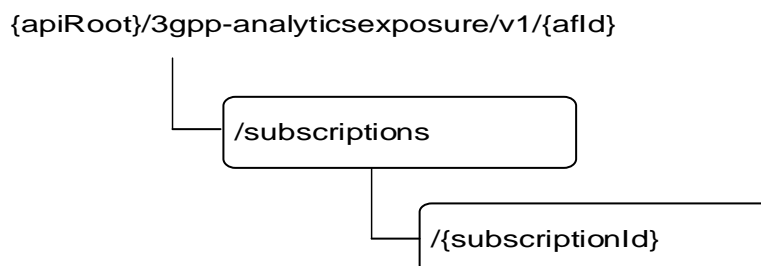 {apiRoot}/3gpp-analyticsexposure/v1/{afId}
/subscriptions
/{subscriptionId}